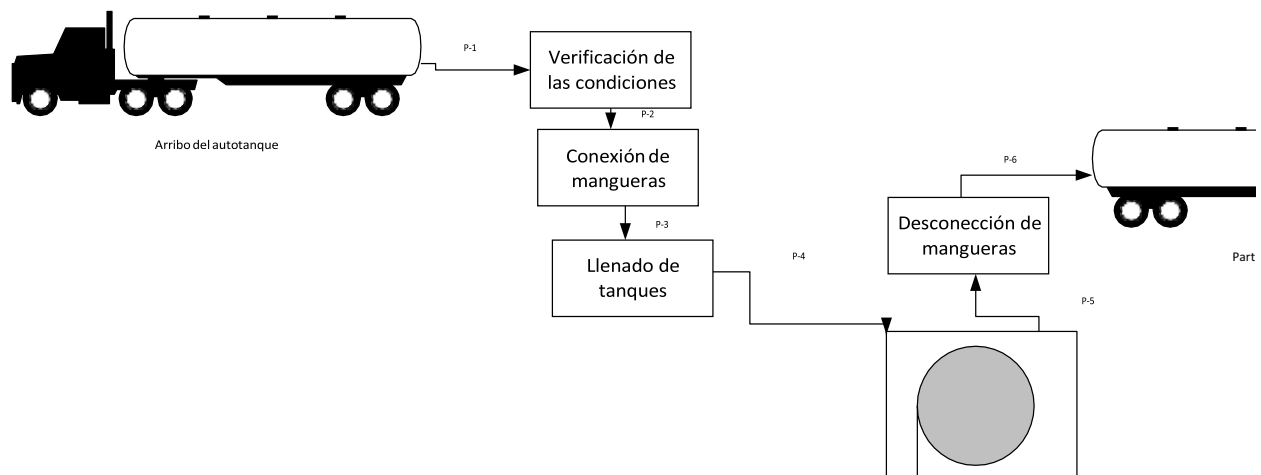 P-1
Verificación de
las condiciones
P-2
Arribo del autotanque
Conexión de
mangueras
P-3
Llenado de
tanques
P-4
P-6
Desconección de
mangueras
Part
P-5